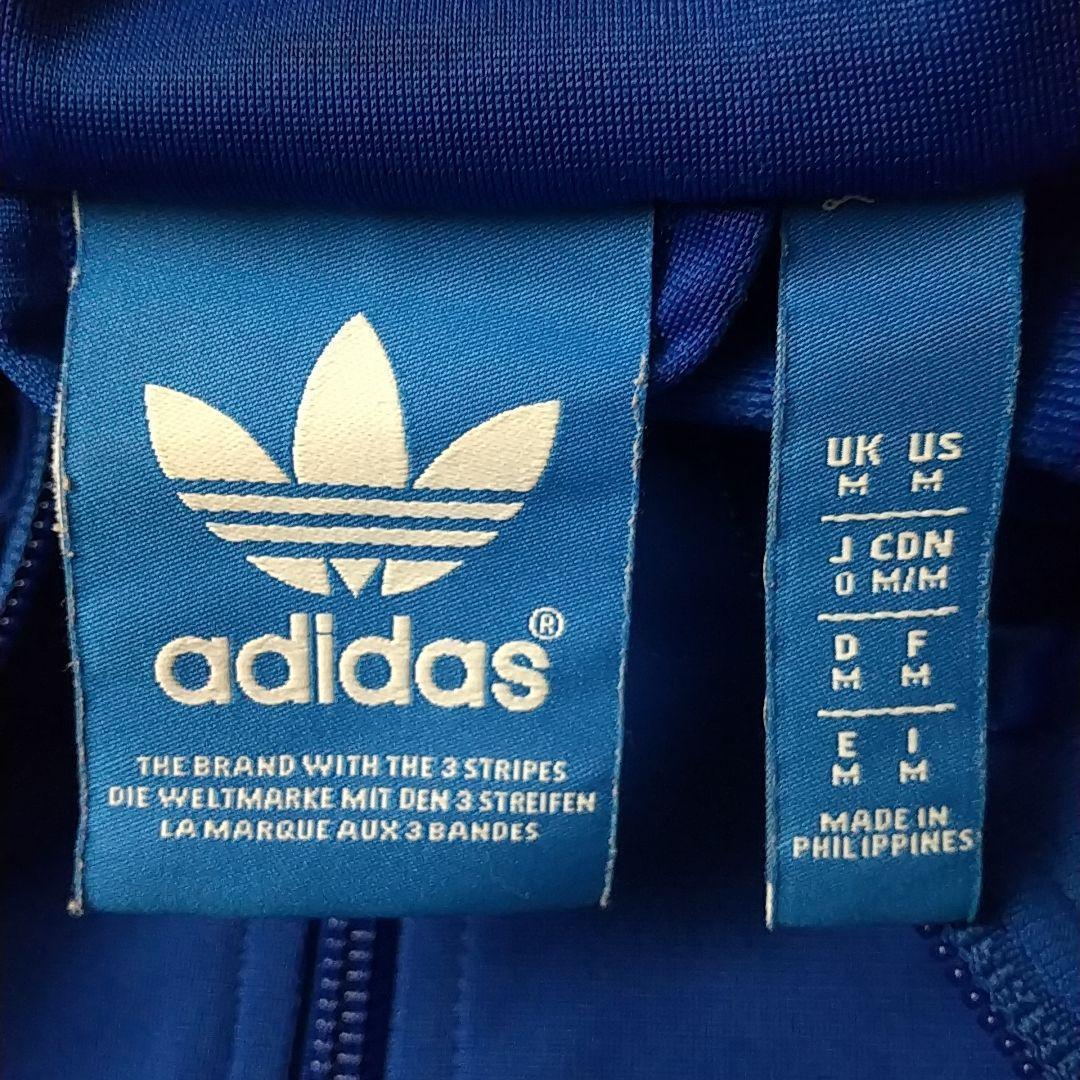 adidas®
THE BRAND WITH THE 3 STRIPES
DIE WELTMARKE MIT DEN 3 STREIFEN
LA MARQUE AUX 3 BANDES
UK US
M M
J CDN
O M/M
D F
M M
E I
M M
MADE IN
PHILIPPINES